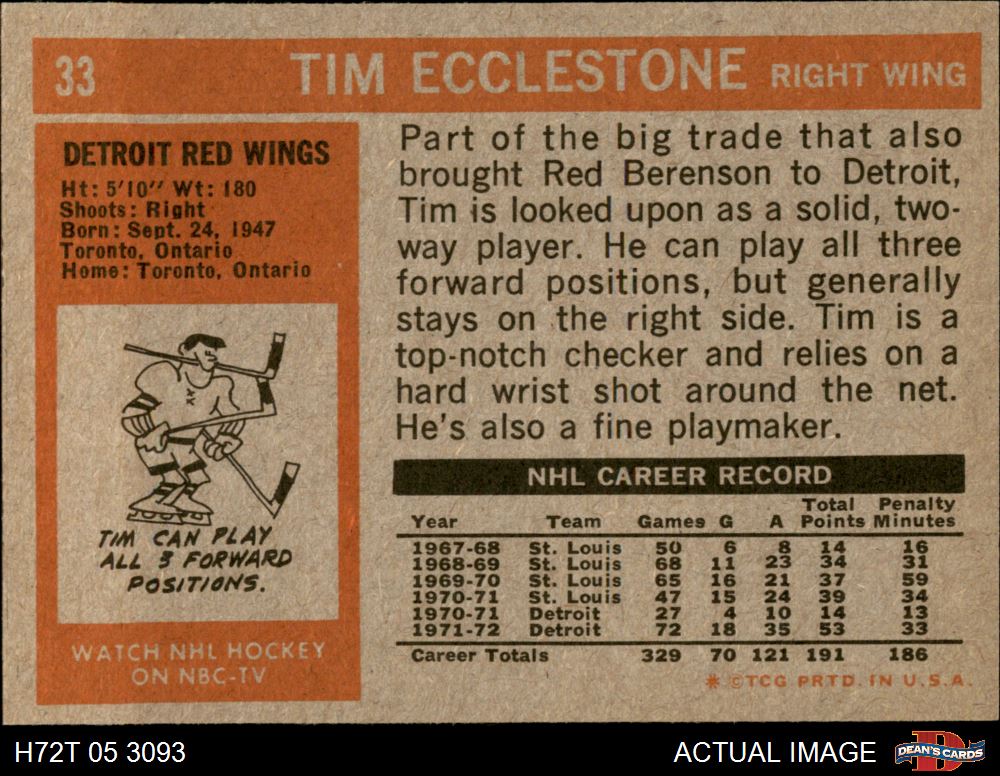 33 TIM ECCLESTONE RIGHT WING
DETROIT RED WINGS
Ht: 5'10" Wt: 180
Shoots: Right
Born: Sept. 24, 1947
Toronto, Ontario
Home: Toronto, Ontario
TIM CAN PLAY
ALL 3 FORWARD
POSITIONS.
WATCH NHL HOCKEY
ON NBC-TV
Part of the big trade that also
brought Red Berenson to Detroit,
Tim is looked upon as a solid, two-
way player. He can play all three
forward positions, but generally
stays on the right side. Tim is a
top-notch checker and relies on a
hard wrist shot around the net.
He's also a fine playmaker.
NHL CAREER RECORD
Year Team Games G A Total Points Penalty Minutes
1967-68 St. Louis 50 6 8 14 16
1968-69 St. Louis 68 11 23 34 31
1969-70 St. Louis 65 16 21 37 59
1970-71 St. Louis 47 15 24 39 34
1970-71 Detroit 27 4 10 14 13
1971-72 Detroit 72 18 35 53 33
Career Totals 329 70 121 191 186
* ©TCG PRTD. IN U.S.A.
H72T 05 3093 ACTUAL IMAGE DEAN'S CARDS